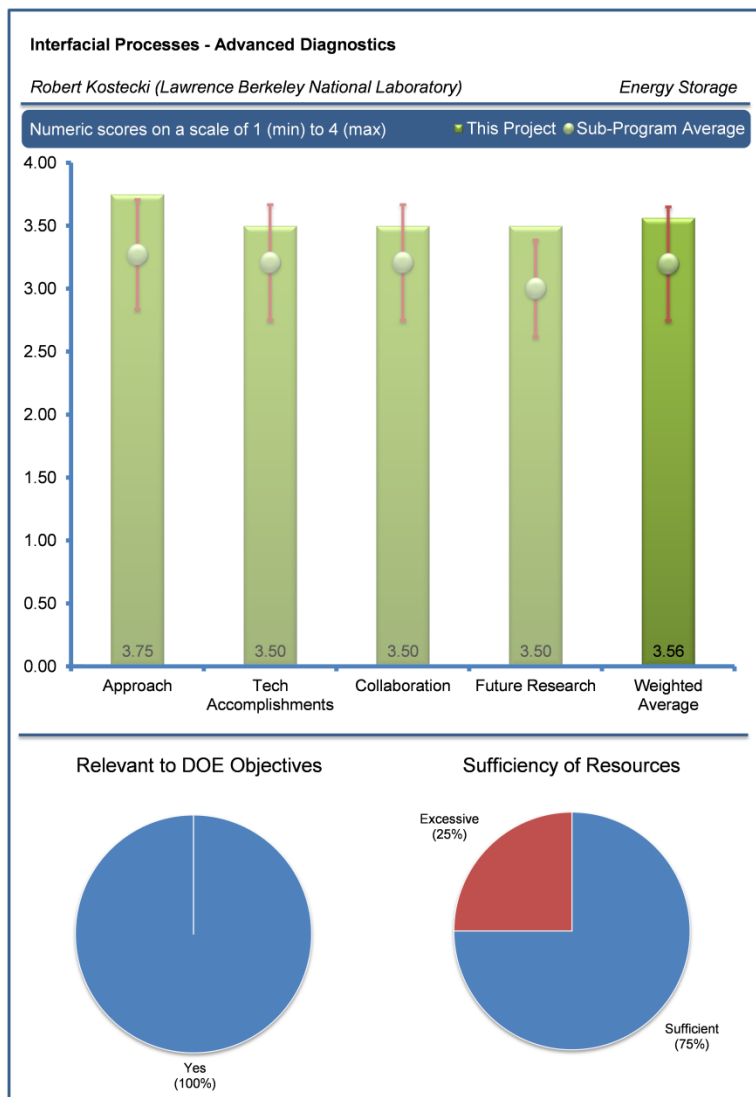 Interfacial Processes - Advanced Diagnostics
Robert Kostecki (Lawrence Berkeley National Laboratory) Energy Storage
Numeric scores on a scale of 1 (min) to 4 (max) This Project Sub-Program Average
4.00
3.50
3.00
2.50
2.00
1.50
1.00
0.50
0.00
3.75 3.50 3.50 3.50 3.56
Approach Tech Accomplishments Collaboration Future Research Weighted Average
Relevant to DOE Objectives
Yes
(100%)
Sufficiency of Resources
Excessive
(25%)
Sufficient
(75%)